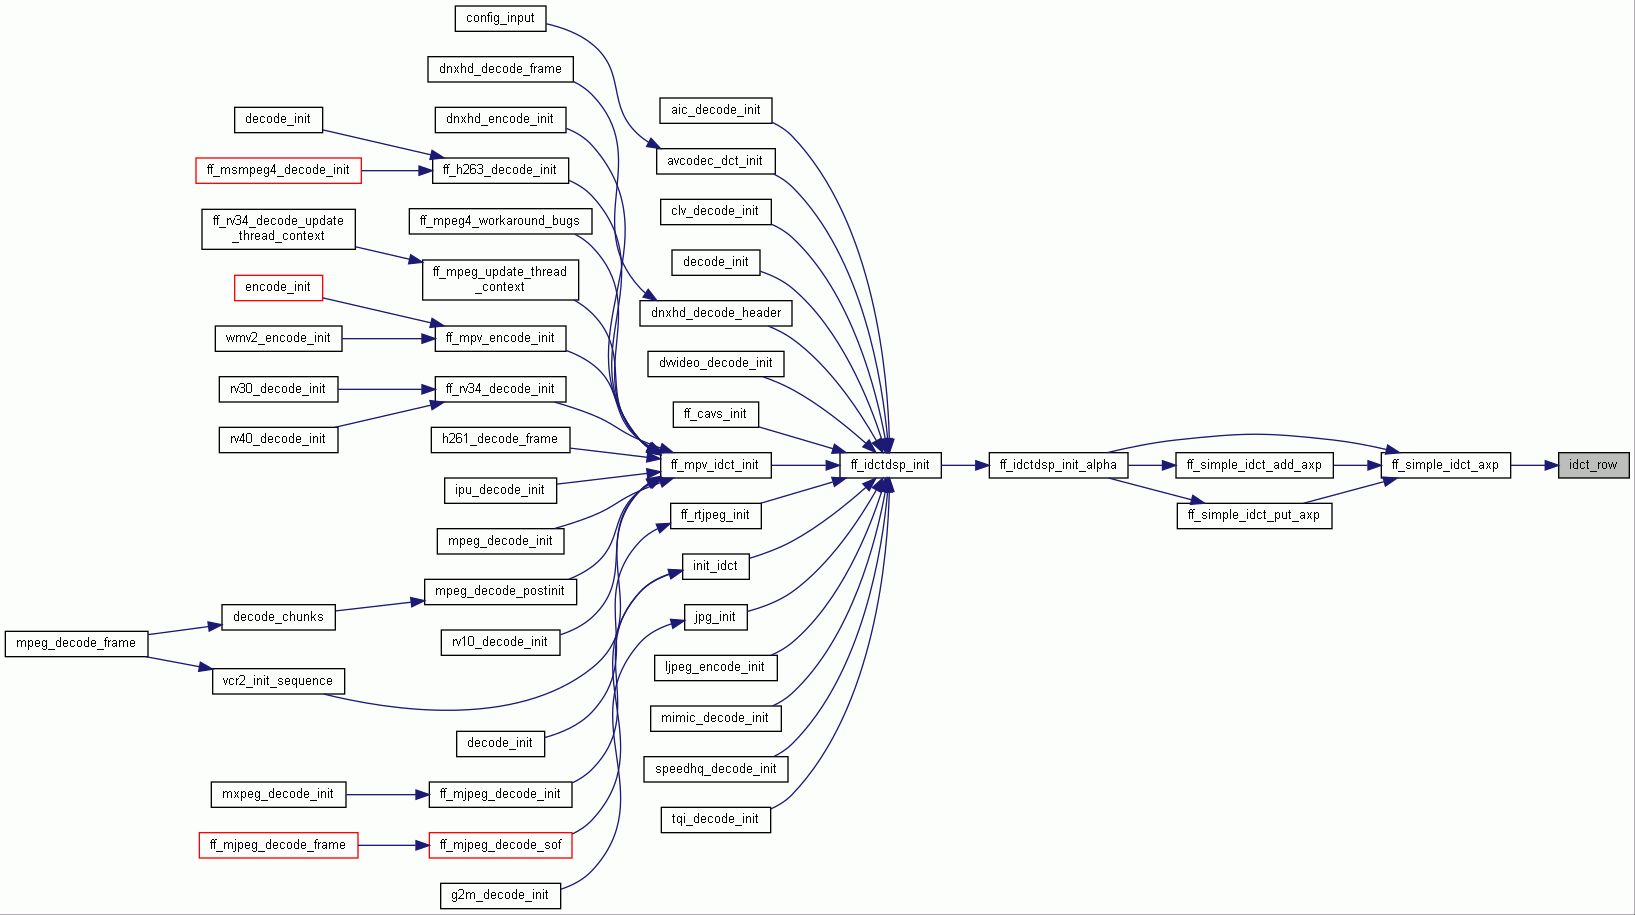 config_input
dnxhd_decode_frame
decode_init
dnxhd_encode_init
ff_msmpeg4_decode_init
ff_h263_decode_init
ff_rv34_decode_update
_thread_context
ff_mpeg4_workaround_bugs
ff_mpeg_update_thread
_context
encode_init
wmv2_encode_init
ff_mpv_encode_init
rv30_decode_init
ff_rv34_decode_init
rv40_decode_init
h261_decode_frame
ipu_decode_init
mpeg_decode_init
mpeg_decode_postinit
decode_chunks
mpeg_decode_frame
rv10_decode_init
vcr2_init_sequence
decode_init
mxpeg_decode_init
ff_mjpeg_decode_init
ff_mjpeg_decode_frame
ff_mjpeg_decode_sof
g2m_decode_init
aic_decode_init
avcodec_dct_init
clv_decode_init
decode_init
dnxhd_decode_header
dvvideo_decode_init
ff_cavs_init
ff_mpv_idct_init
ff_rtjpeg_init
init_idct
jpg_init
ljpeg_encode_init
mimic_decode_init
speedhq_decode_init
tqi_decode_init
ff_idctdsp_init
ff_idctdsp_init_alpha
ff_simple_idct_add_axp
ff_simple_idct_put_axp
ff_simple_idct_axp
idct_row